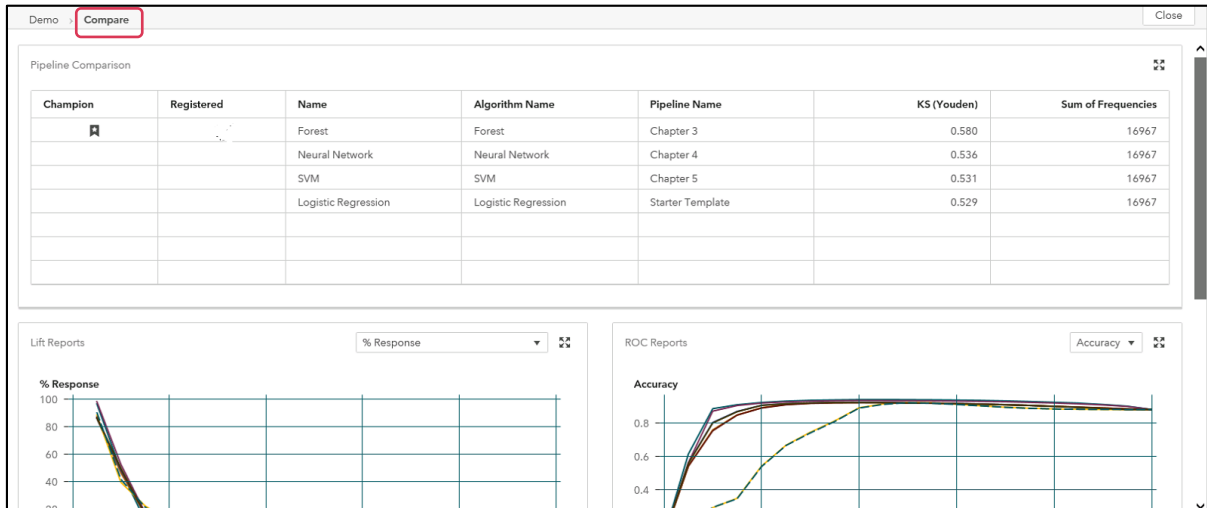 Demo > Compare Close
Pipeline Comparison
Champion Registered Name Algorithm Name Pipeline Name KS (Youden) Sum of Frequencies
Forest Forest Chapter 3 0.580 16967
Neural Network Neural Network Chapter 4 0.536 16967
SVM SVM Chapter 5 0.531 16967
Logistic Regression Logistic Regression Starter Template 0.529 16967
Lift Reports % Response ROC Reports Accuracy
% Response Accuracy
100
80 0.8
60 0.6
40 0.4
20